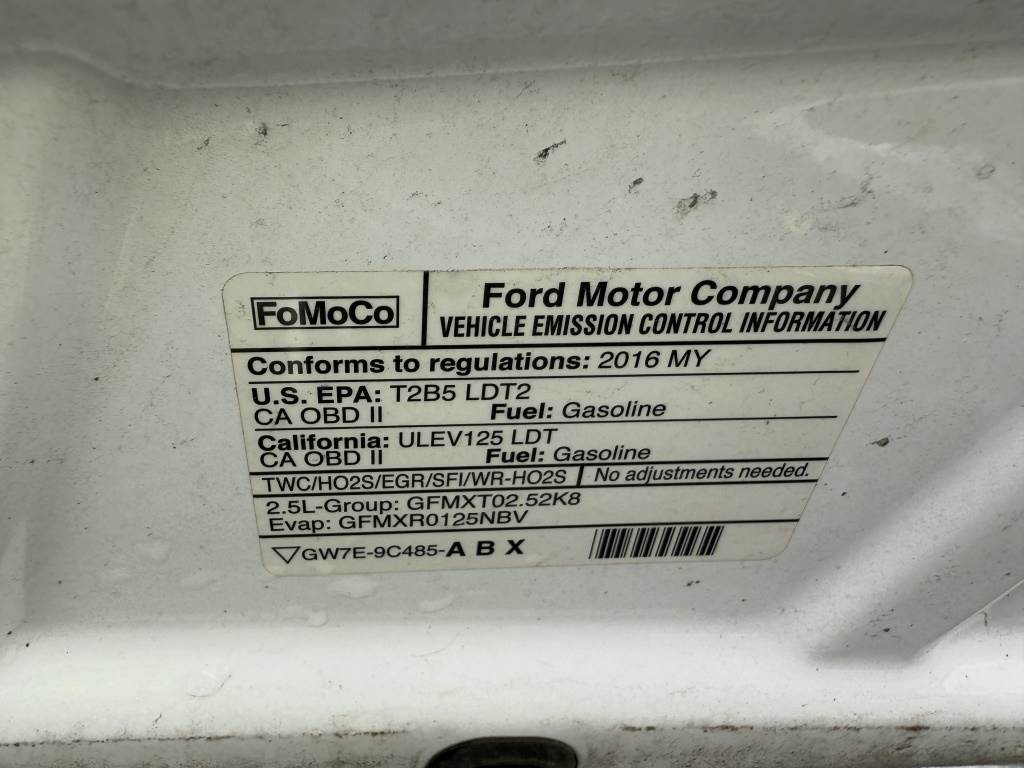 FoMoCo
Ford Motor Company
VEHICLE EMISSION CONTROL INFORMATION
Conforms to regulations: 2016 MY
U.S. EPA: T2B5 LDT2
CA OBD II Fuel: Gasoline
California: ULEV125 LDT
CA OBD II Fuel: Gasoline
TWC/HO2S/EGR/SFI/WR-HO2S No adjustments needed.
2.5L-Group: GFMXT02.52K8
Evap: GFMXR0125NBV
GW7E-9C485-A B X